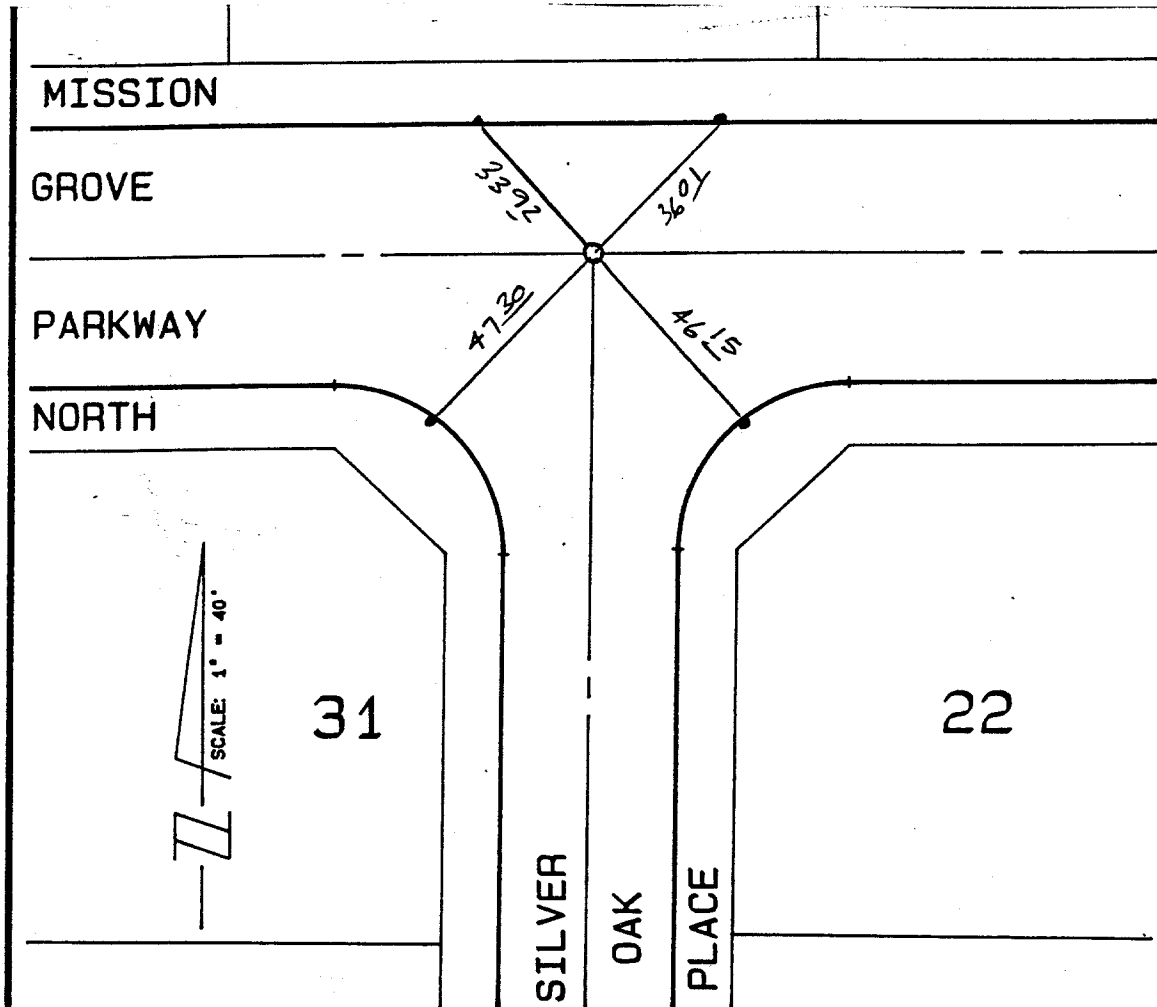 MISSION
GROVE
PARKWAY
NORTH
33 92
36 01
47 30
46 15
SCALE: 1" = 40'
31
22
SILVER
OAK
PLACE